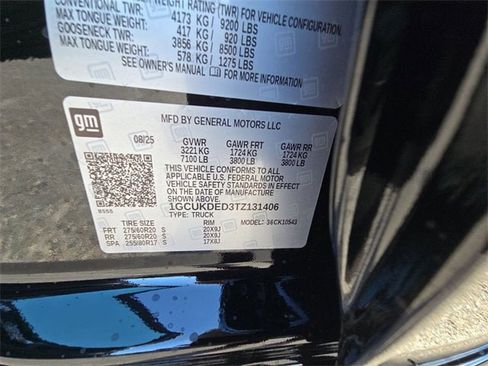 WEIGHT RATING (TWR) FOR VEHICLE CONFIGURATION.
CONVENTIONAL TWR: 4173 KG / 9200 LBS
MAX TONGUE WEIGHT: 417 KG / 920 LBS
GOOSENECK TWR: 3856 KG / 8500 LBS
MAX TONGUE WEIGHT: 578 KG / 1275 LBS
SEE OWNER'S MANUAL FOR MORE INFORMATION
gm
MFD BY GENERAL MOTORS LLC
08/25 GVWR GAWR FRT GAWR RR
3221 KG 1724 KG 1724 KG
7100 LB 3800 LB 3800 LB
THIS VEHICLE CONFORMS TO ALL APPLICABLE U.S.
FEDERAL MOTOR VEHICLE SAFETY AND THEFT
PREVENTION STANDARDS IN EFFECT ON THE DATE
OF MANUFACTURE SHOWN ABOVE.
1GCUKDED3TZ131406
TYPE: TRUCK MODEL:
TIRE SIZE RIM
FRT 275/60R20 S 20X9J
RR 275/60R20 S 20X9J
SPA 255/80R17 S 17X8J